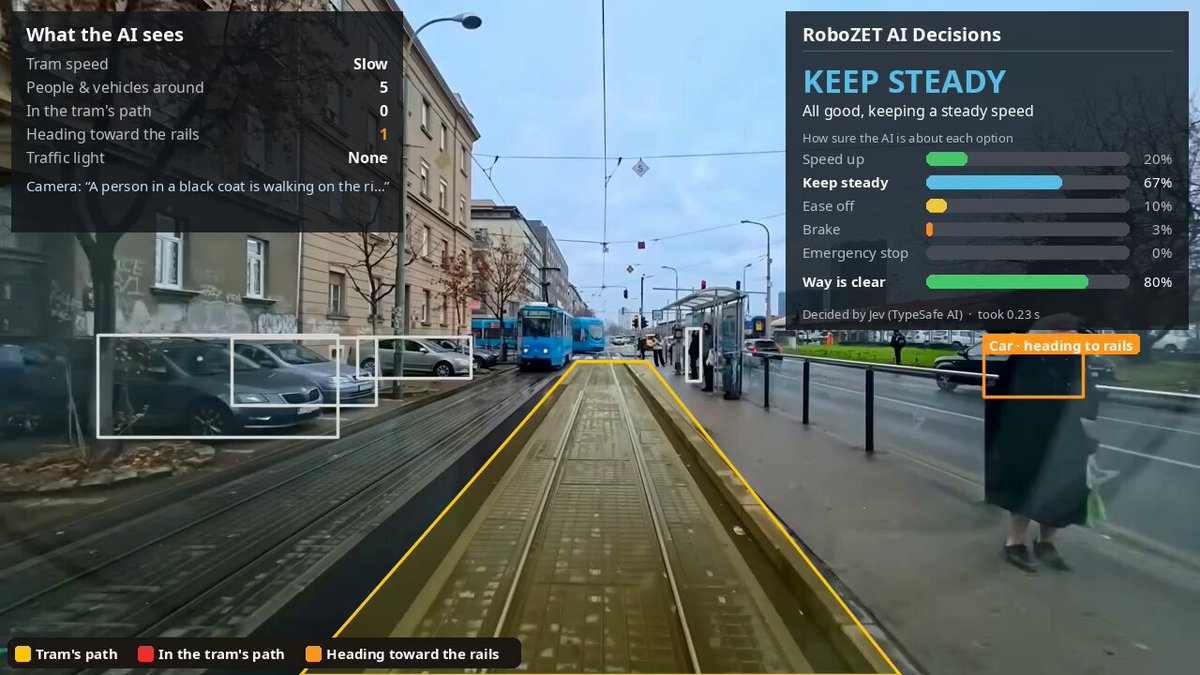 What the AI sees
Tram speed Slow
People & vehicles around 5
In the tram's path 0
Heading toward the rails 1
Traffic light None
Camera: “A person in a black coat is walking on the ri...”
RoboZET AI Decisions
KEEP STEADY
All good, keeping a steady speed
How sure the AI is about each option
Speed up 20%
Keep steady 67%
Ease off 10%
Brake 3%
Emergency stop 0%
Way is clear 80%
Decided by Jev (TypeSafe AI) · took 0.23 s
Car · heading to rails
S
Tram's path
In the tram's path
Heading toward the rails